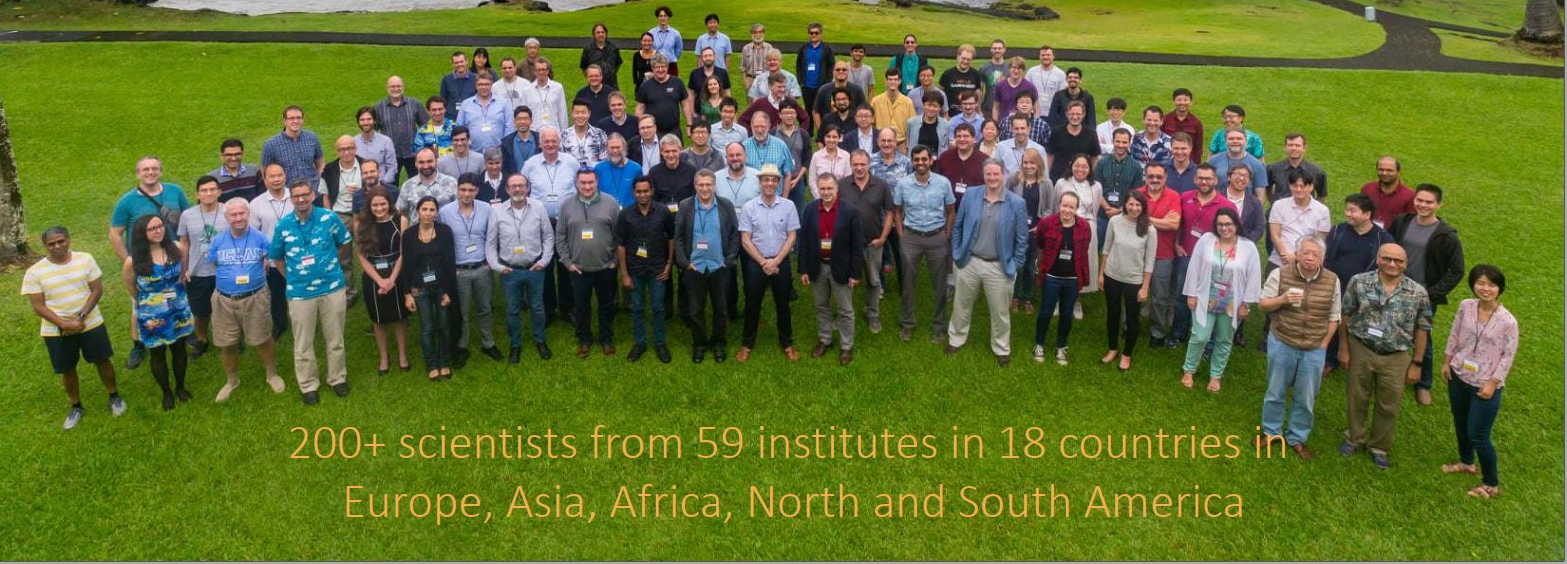 200+ scientists from 59 institutes in 18 countries in
Europe, Asia, Africa, North and South America